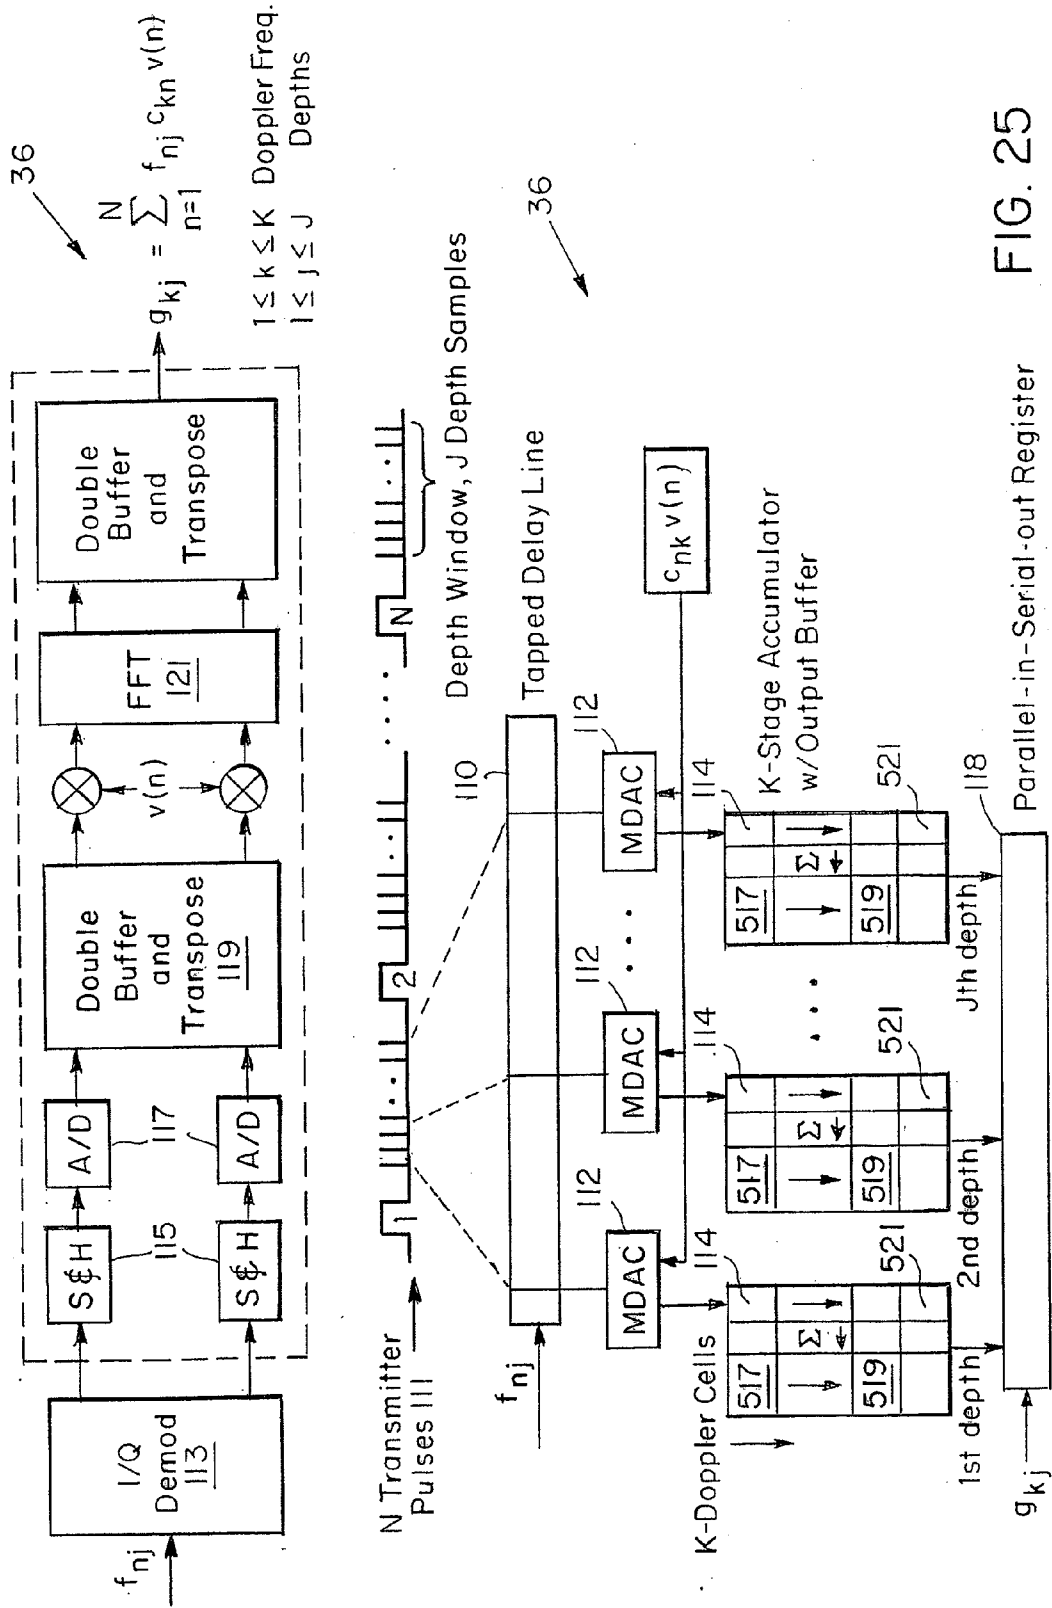 36
f_nj
I/Q
Demod
113
S&H
S&H
115
A/D
A/D
117
Double
Buffer
and
Transpose
119
v(n)
FFT
121
Double
Buffer
and
Transpose
g_kj = N Σ n=1 f_nj c_kn v(n)
1 ≤ k ≤ K Doppler Freq.
1 ≤ j ≤ J Depths
N Transmitter
Pulses 111
1
2
N
Depth Window, J Depth Samples
36
f_nj
110
Tapped Delay Line
MDAC
112
MDAC
112
MDAC
112
c_nk v(n)
K-Doppler Cells
114
114
114
K-Stage Accumulator
w/Output Buffer
517
Σ
519
521
517
Σ
519
521
517
Σ
519
521
1st depth
2nd depth
Jth depth
118
g_kj
Parallel-in-Serial-out Register
FIG. 25